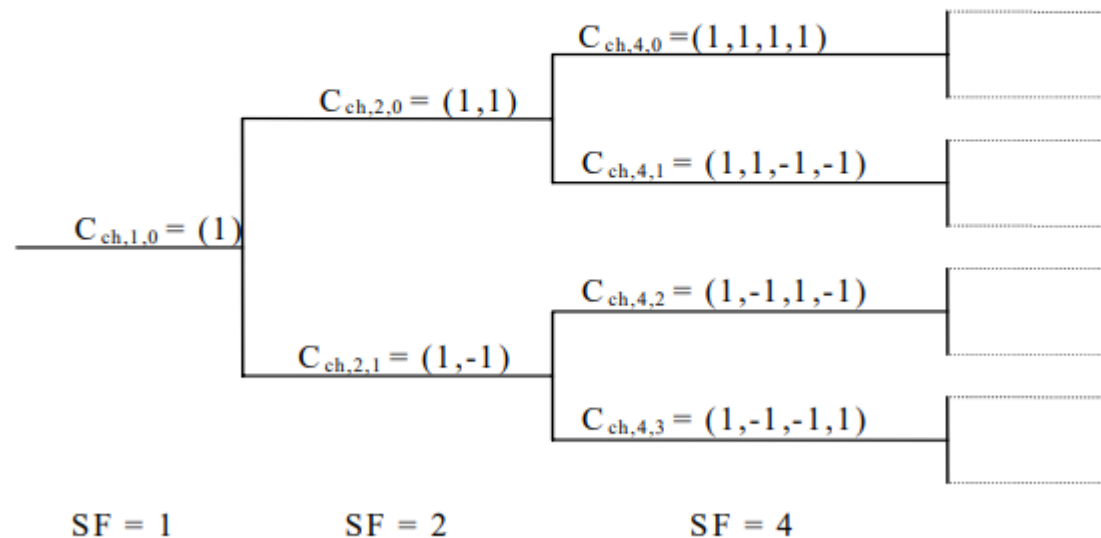 C ch,4,0 =(1,1,1,1)
C ch,2,0 = (1,1)
C ch,4,1 = (1,1,-1,-1)
C ch,1,0 = (1)
C ch,4,2 = (1,-1,1,-1)
C ch,2,1 = (1,-1)
C ch,4,3 = (1,-1,-1,1)
SF = 1 SF = 2 SF = 4